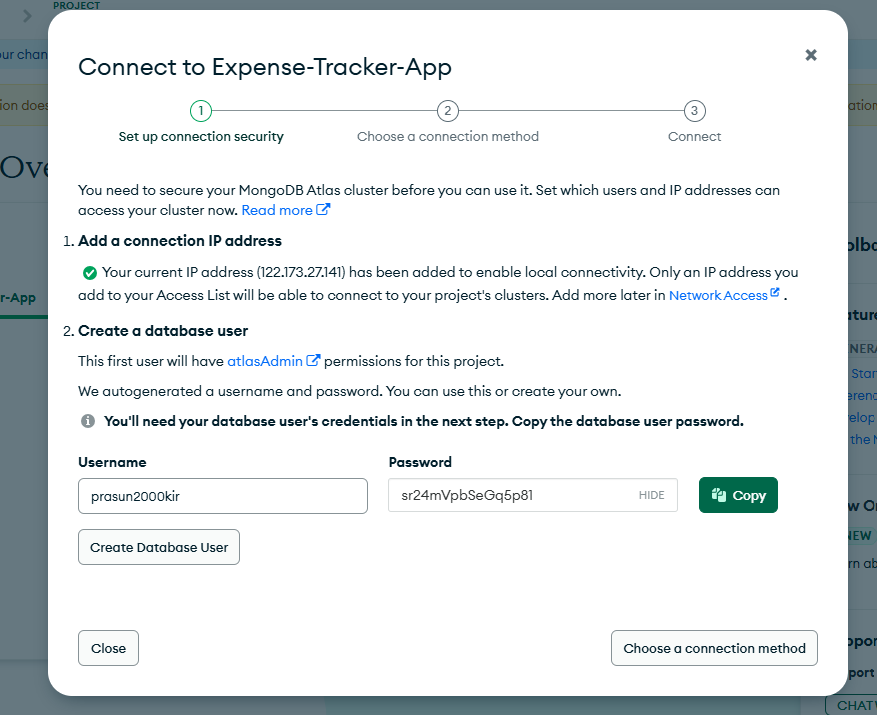 PROJECT
our chan
ion does
ation
Ove
Connect to Expense-Tracker-App
1
2
3
Set up connection security
Choose a connection method
Connect
You need to secure your MongoDB Atlas cluster before you can use it. Set which users and IP addresses can
access your cluster now. Read more
1. Add a connection IP address
Your current IP address (122.173.27.141) has been added to enable local connectivity. Only an IP address you
add to your Access List will be able to connect to your project's clusters. Add more later in Network Access .
r-App
2. Create a database user
This first user will have atlasAdmin permissions for this project.
We autogenerated a username and password. You can use this or create your own.
You'll need your database user's credentials in the next step. Copy the database user password.
Username
Password
prasun2000kir
sr24mVpbSeGq5p81
HIDE
Copy
Create Database User
Close
Choose a connection method
olba
ature
NERA
Star
erenc
velop
the M
w Or
NEW
rn ab
ppor
port
CHAT